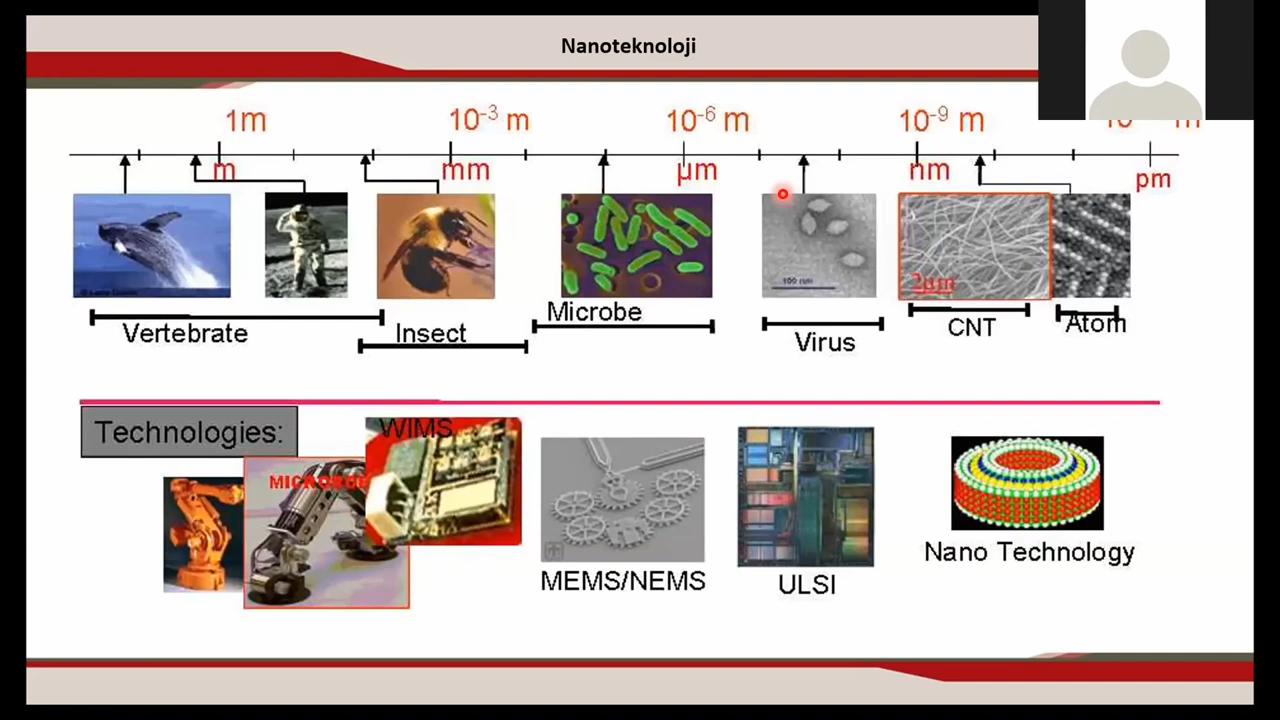 Nanoteknoloji
1m
10⁻³ m
10⁻⁶ m
10⁻⁹ m
m
mm
µm
nm
pm
100 nm
2µm
Vertebrate
Insect
Microbe
Virus
CNT
Atom
Technologies:
WIMS
MEMS/NEMS
ULSI
Nano Technology